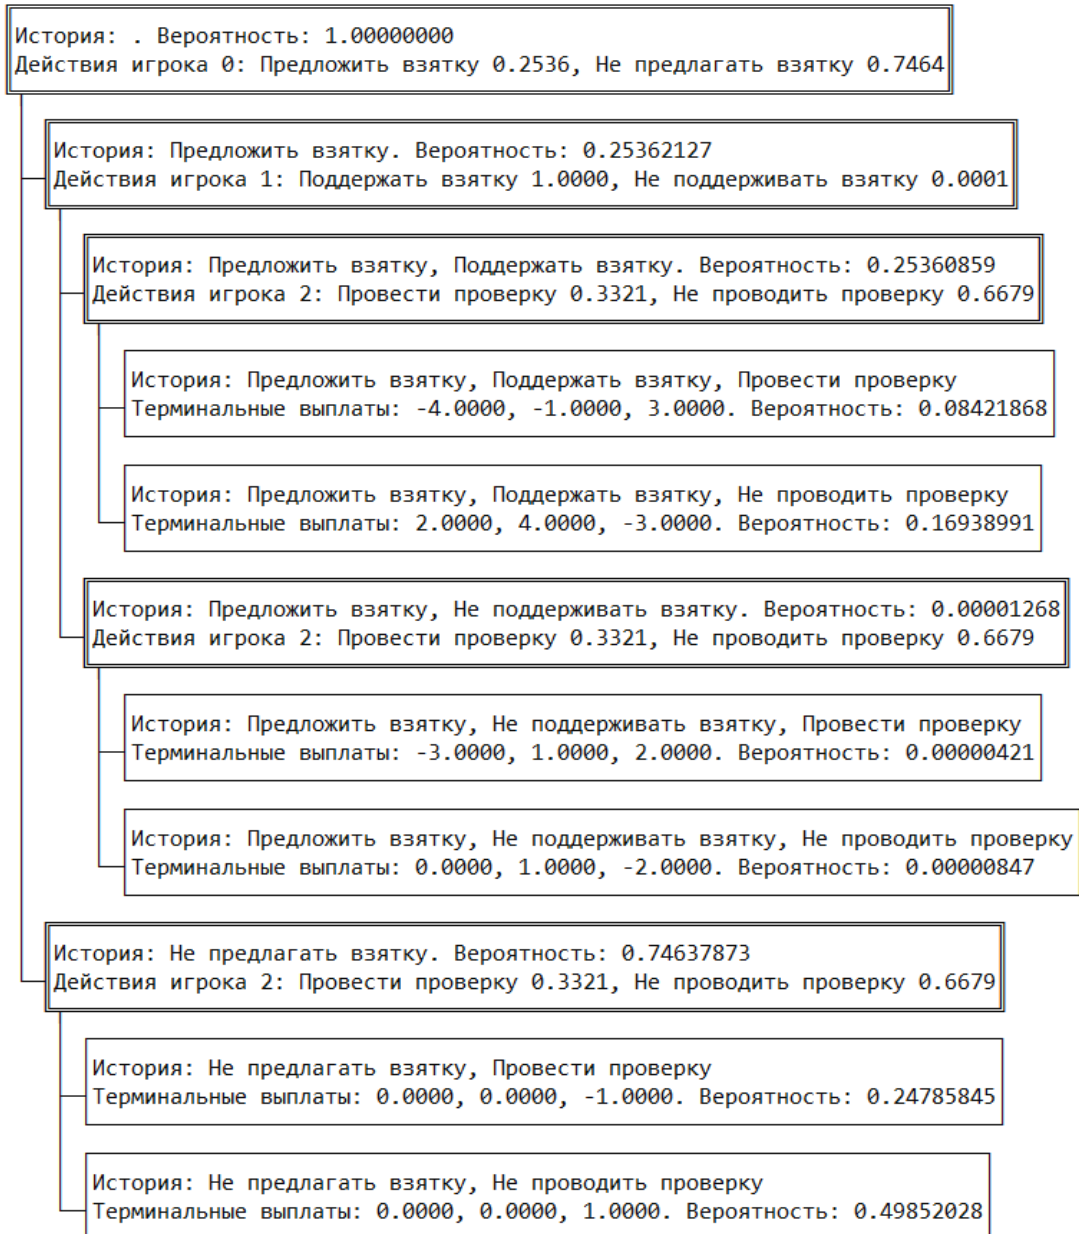 История: . Вероятность: 1.00000000
Действия игрока 0: Предложить взятку 0.2536, Не предлагать взятку 0.7464
История: Предложить взятку. Вероятность: 0.25362127
Действия игрока 1: Поддержать взятку 1.0000, Не поддерживать взятку 0.0001
История: Предложить взятку, Поддержать взятку. Вероятность: 0.25360859
Действия игрока 2: Провести проверку 0.3321, Не проводить проверку 0.6679
История: Предложить взятку, Поддержать взятку, Провести проверку
Терминальные выплаты: -4.0000, -1.0000, 3.0000. Вероятность: 0.08421868
История: Предложить взятку, Поддержать взятку, Не проводить проверку
Терминальные выплаты: 2.0000, 4.0000, -3.0000. Вероятность: 0.16938991
История: Предложить взятку, Не поддерживать взятку. Вероятность: 0.00001268
Действия игрока 2: Провести проверку 0.3321, Не проводить проверку 0.6679
История: Предложить взятку, Не поддерживать взятку, Провести проверку
Терминальные выплаты: -3.0000, 1.0000, 2.0000. Вероятность: 0.00000421
История: Предложить взятку, Не поддерживать взятку, Не проводить проверку
Терминальные выплаты: 0.0000, 1.0000, -2.0000. Вероятность: 0.00000847
История: Не предлагать взятку. Вероятность: 0.74637873
Действия игрока 2: Провести проверку 0.3321, Не проводить проверку 0.6679
История: Не предлагать взятку, Провести проверку
Терминальные выплаты: 0.0000, 0.0000, -1.0000. Вероятность: 0.24785845
История: Не предлагать взятку, Не проводить проверку
Терминальные выплаты: 0.0000, 0.0000, 1.0000. Вероятность: 0.49852028